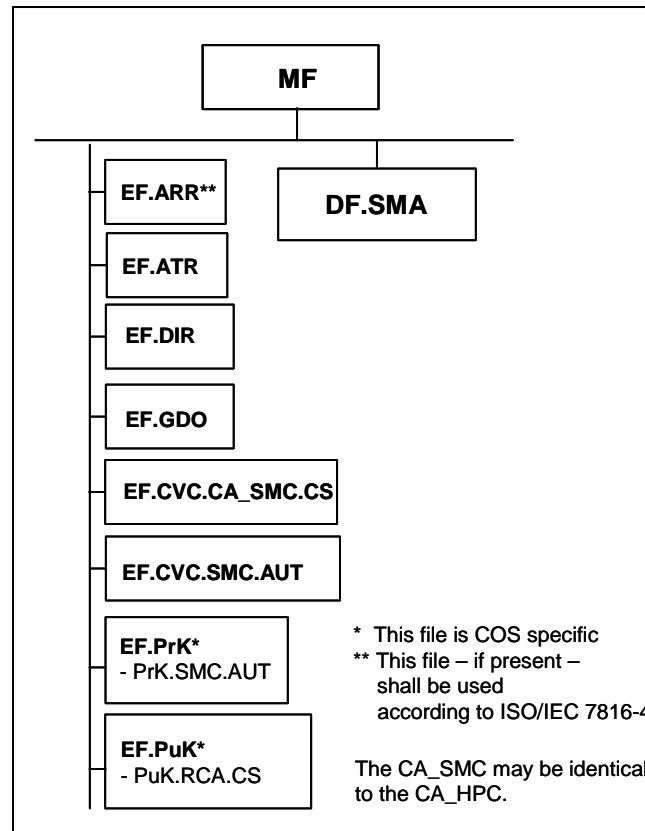 MF
EF.ARR**
DF.SMA
EF.ATR
EF.DIR
EF.GDO
EF.CVC.CA_SMC.CS
EF.CVC.SMC.AUT
EF.PrK*
- PrK.SMC.AUT
EF.PuK*
- PuK.RCA.CS
* This file is COS specific
** This file – if present –
shall be used
according to ISO/IEC 7816-4
The CA_SMC may be identical
to the CA_HPC.